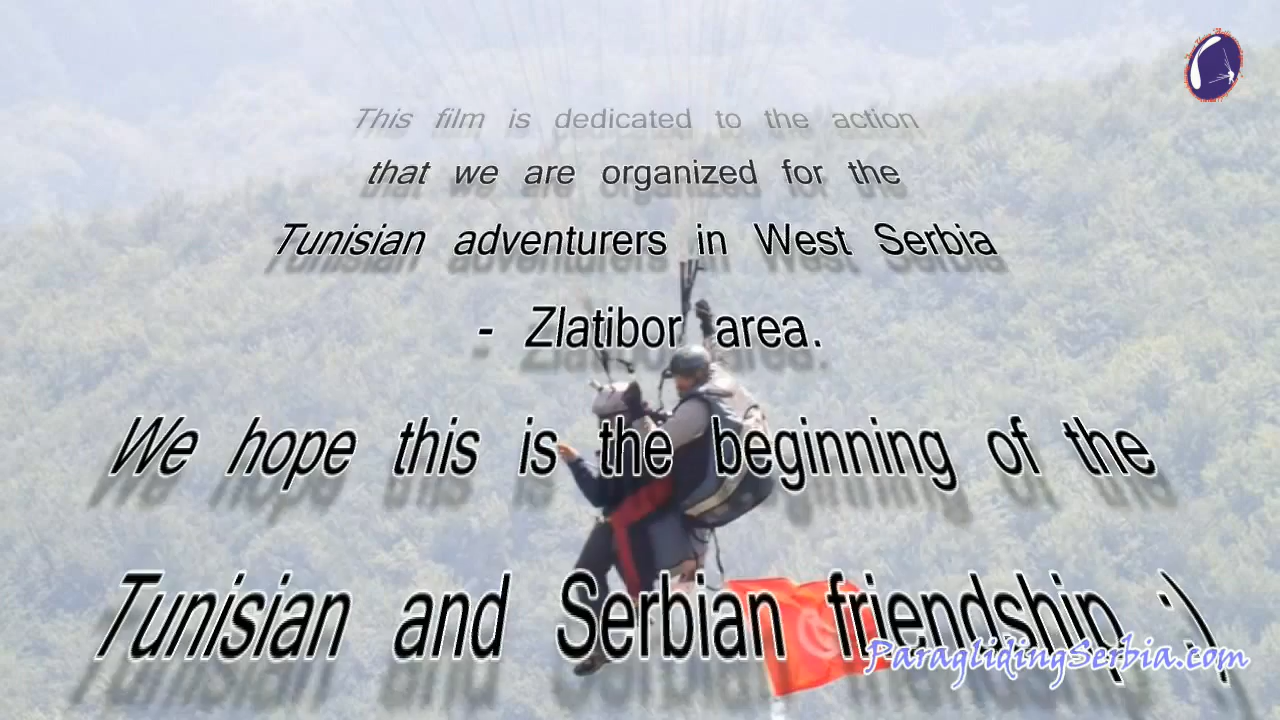 This film is dedicated to the action
that we are organized for the
Tunisian adventurers in West Serbia
- Zlatibor area.
We hope this is the beginning of the
Tunisian and Serbian friendship :)
ParaglidingSerbia.com